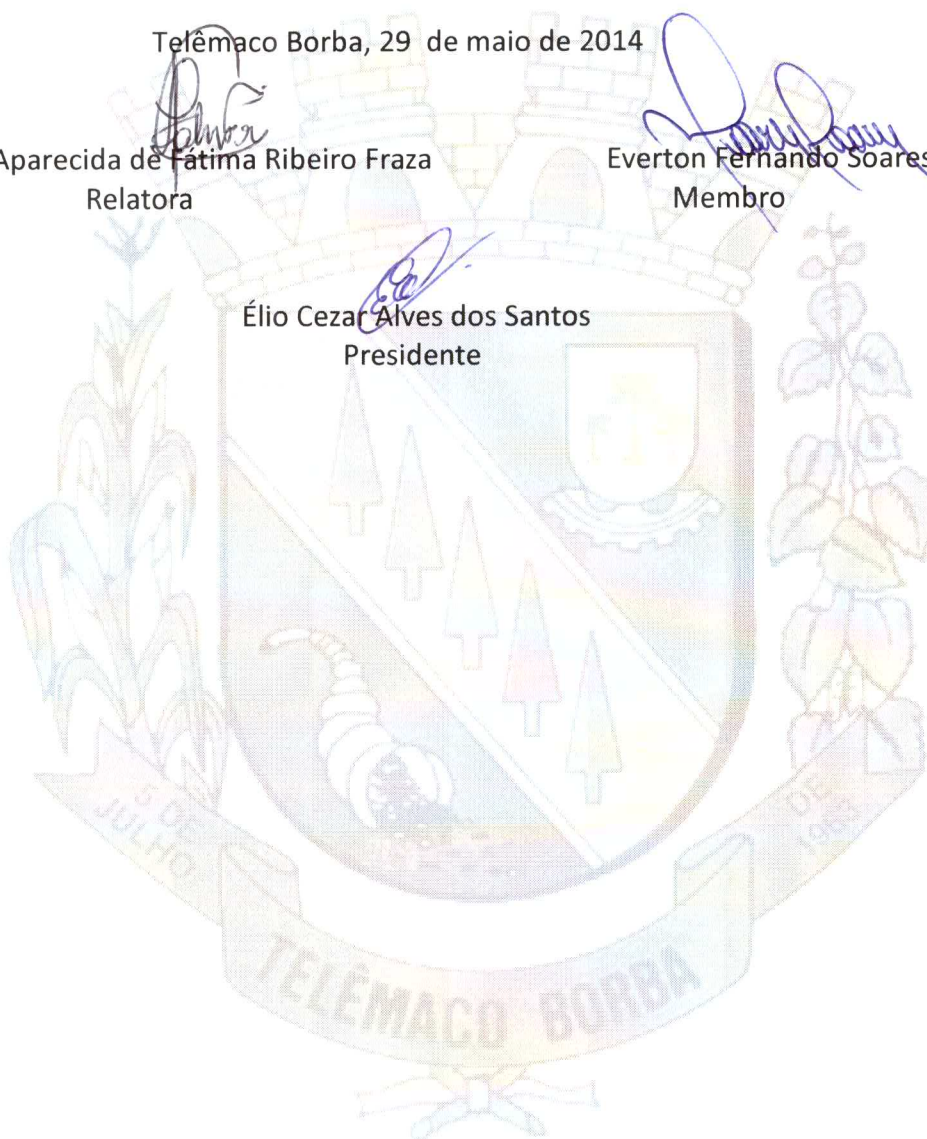 Telêmaco Borba, 29 de maio de 2014
Aparecida de Fátima Ribeiro Fraza
Relatora
Everton Fernando Soares
Membro
Élio Cezar Alves dos Santos
Presidente
5 DE JULHO
DE 1963
TELÊMACO BORBA